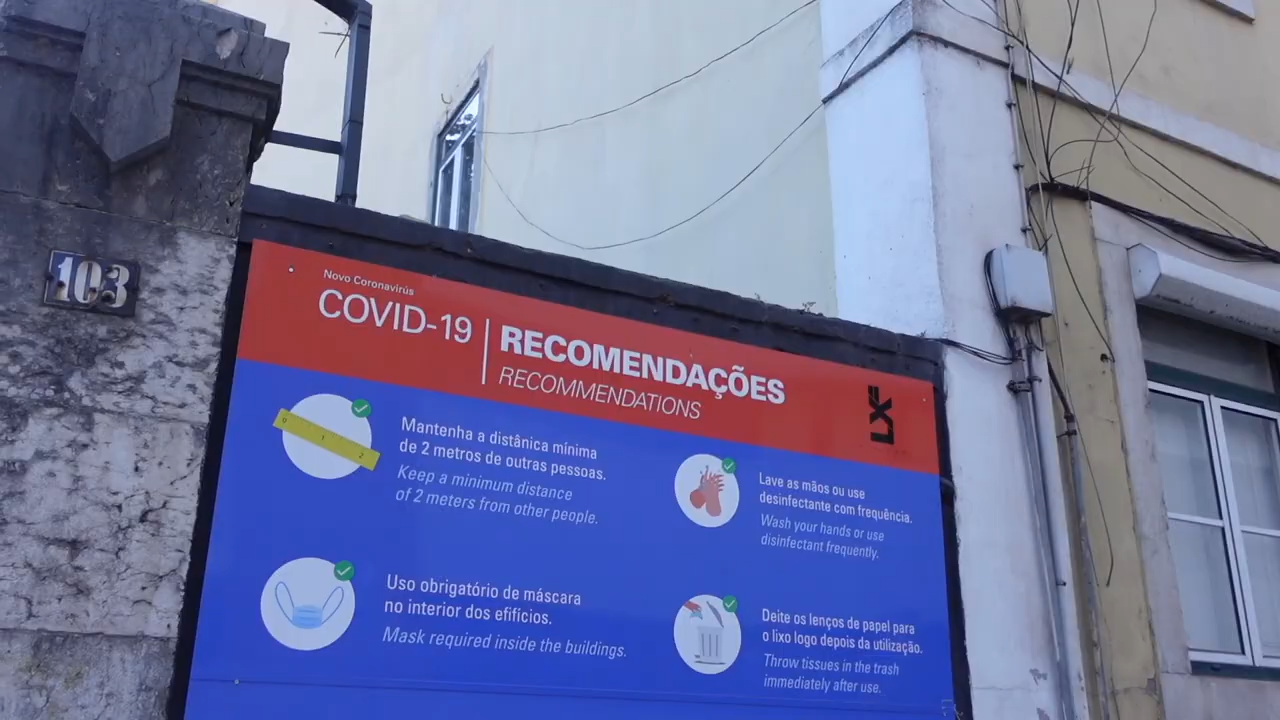 103
Novo Coronavirús
COVID-19
RECOMENDAÇÕES
RECOMMENDATIONS
LXF
Mantenha a distânica mínima
de 2 metros de outras pessoas.
Keep a minimum distance
of 2 meters from other people.
Lave as mãos ou use
desinfectante com frequência.
Wash your hands or use
disinfectant frequently.
Uso obrigatório de máscara
no interior dos efifícios.
Mask required inside the buildings.
Deite os lenços de papel para
o lixo logo depois da utilização.
Throw tissues in the trash
immediately after use.